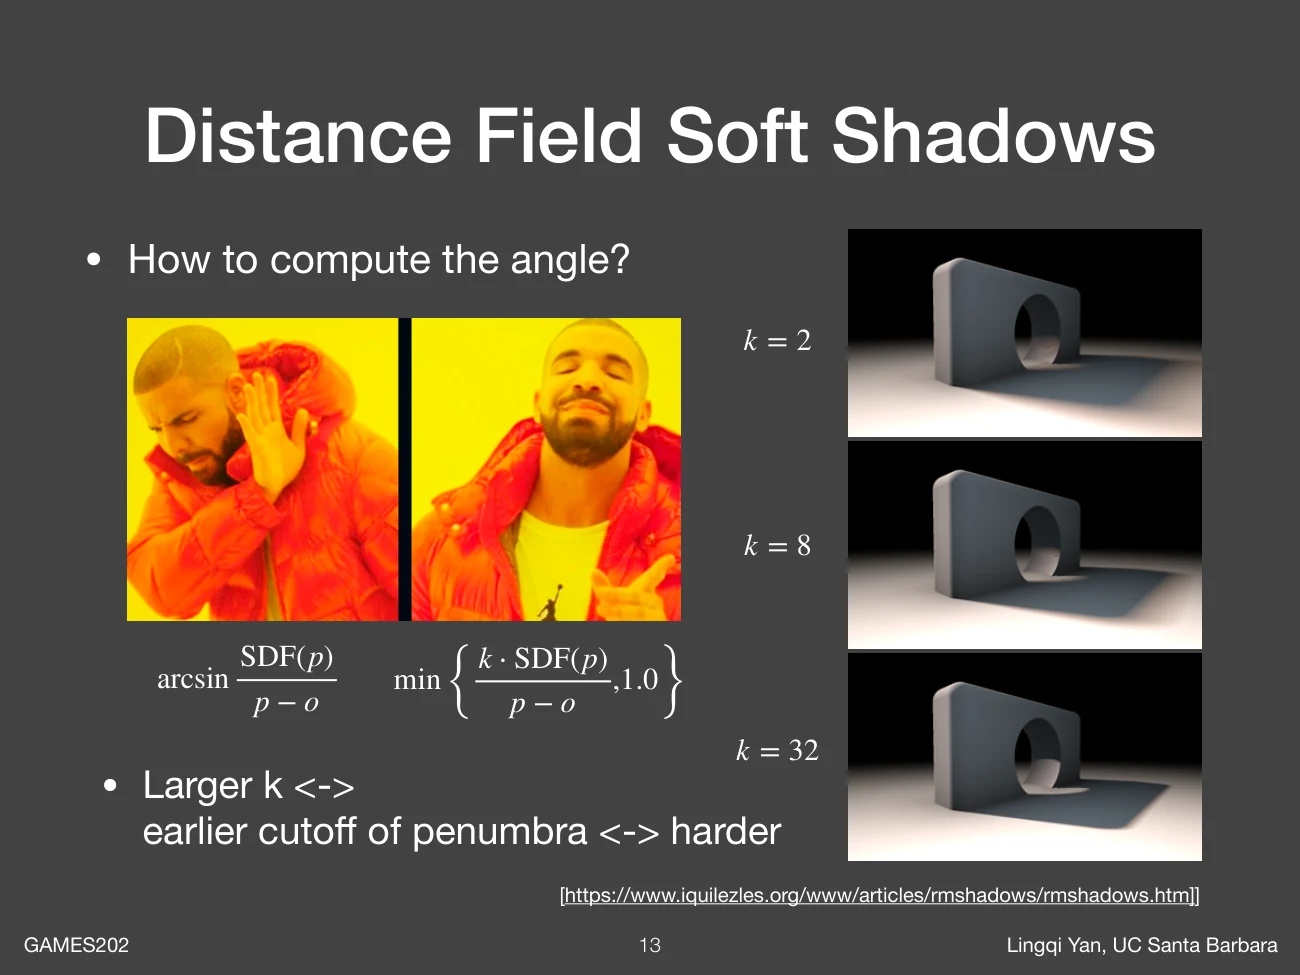 Distance Field Soft Shadows
• How to compute the angle?
k = 2
k = 8
arcsin SDF(p) / p − o
min { k · SDF(p) / p − o ,1.0 }
k = 32
• Larger k <->
earlier cutoff of penumbra <-> harder
[https://www.iquilezles.org/www/articles/rmshadows/rmshadows.htm]]
GAMES202
13
Lingqi Yan, UC Santa Barbara